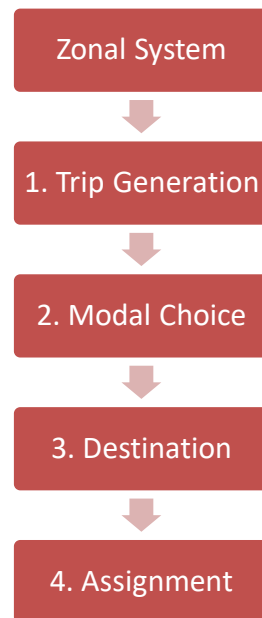 Zonal System
1. Trip Generation
2. Modal Choice
3. Destination
4. Assignment